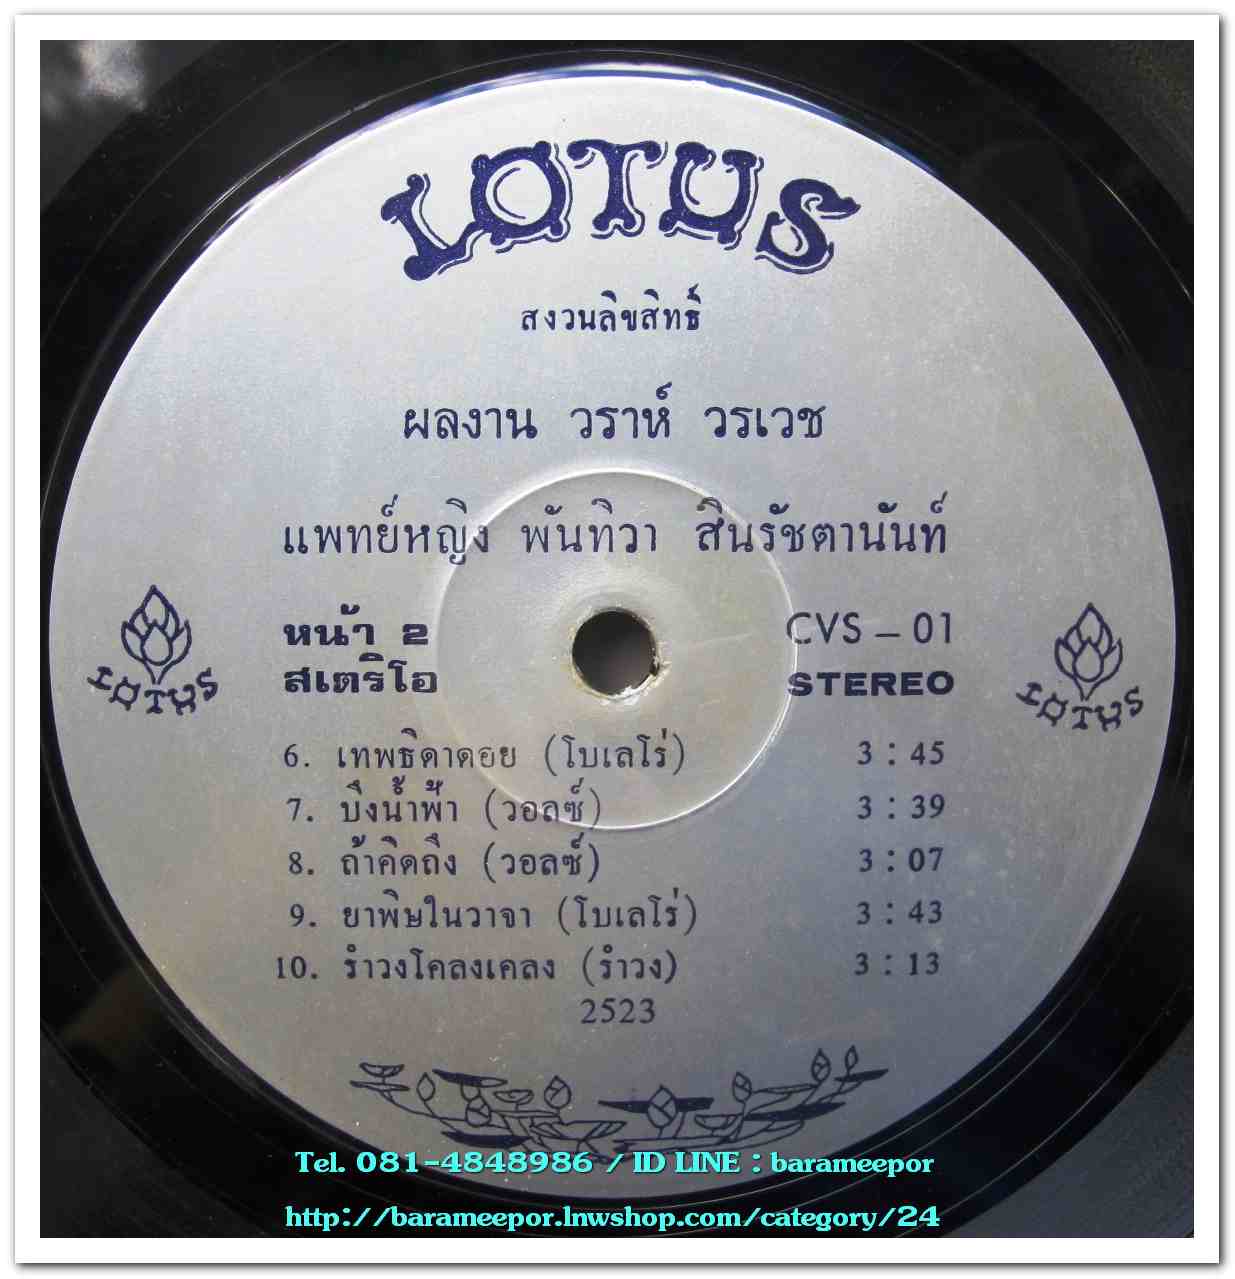 LOTUS
สงวนลิขสิทธิ์
ผลงาน วราห์ วรเวช
แพทย์หญิง พันทิวา สินรัชตานันท์
หน้า 2 CVS – 01
สเตริโอ STEREO
LOTUS LOTUS
6. เทพธิดาดอย (โบเลโร่) 3 : 45
7. บึงน้ำฟ้า (วอลซ์) 3 : 39
8. ถ้าคิดถึง (วอลซ์) 3 : 07
9. ยาพิษในวาจา (โบเลโร่) 3 : 43
10. รำวงโคลงเคลง (รำวง) 3 : 13
2523
Tel. 081-4848986 / ID LINE : barameepor
http://barameepor.lnwshop.com/category/24